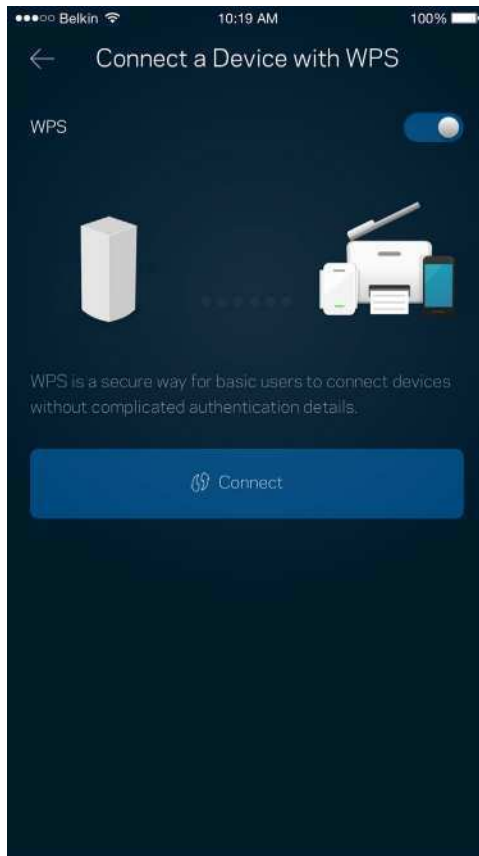 ●●●○○ Belkin 10:19 AM 100%
Connect a Device with WPS
WPS
WPS is a secure way for basic users to connect devices
without complicated authentication details.
Connect